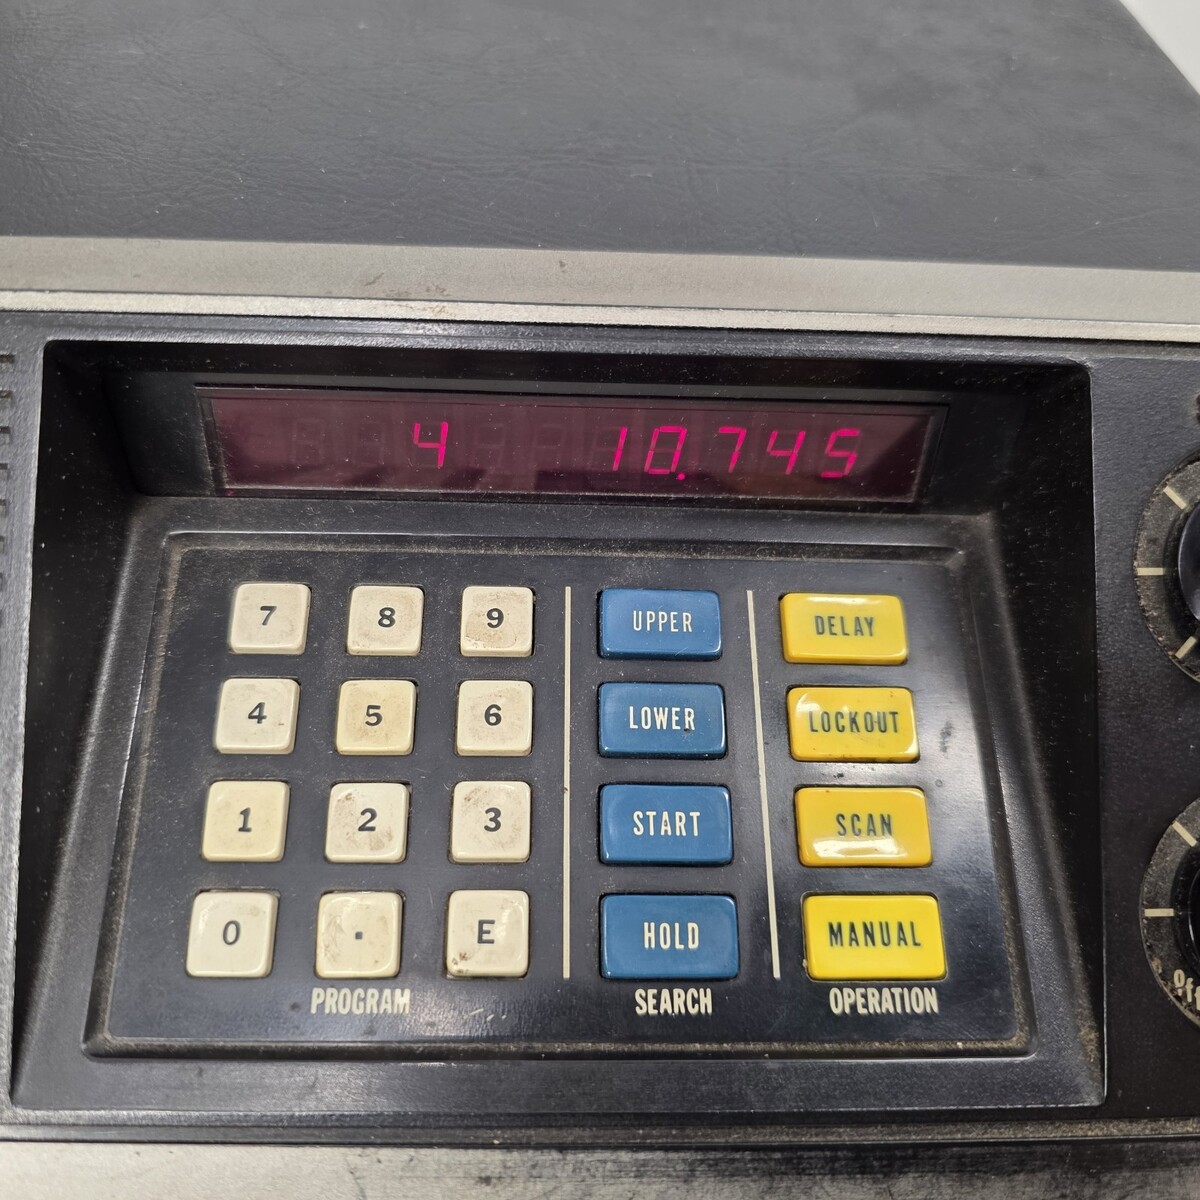 4 10.745
7 8 9 UPPER DELAY
4 5 6 LOWER LOCKOUT
1 2 3 START SCAN
0 . E HOLD MANUAL
PROGRAM SEARCH OPERATION